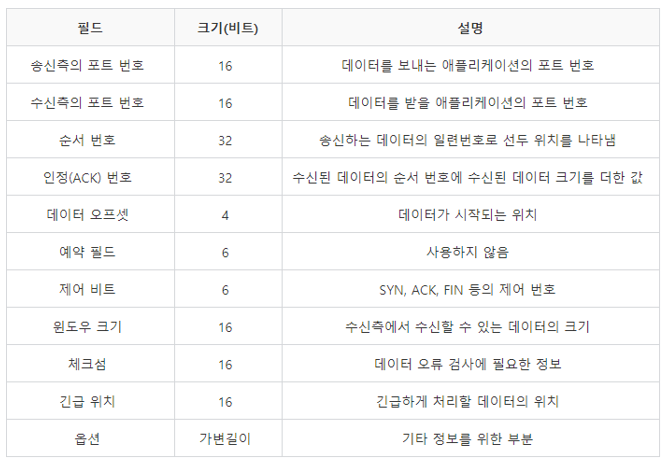 필드 크기(비트) 설명
송신측의 포트 번호 16 데이터를 보내는 애플리케이션의 포트 번호
수신측의 포트 번호 16 데이터를 받을 애플리케이션의 포트 번호
순서 번호 32 송신하는 데이터의 일련번호로 선두 위치를 나타냄
인정(ACK) 번호 32 수신된 데이터의 순서 번호에 수신된 데이터 크기를 더한 값
데이터 오프셋 4 데이터가 시작되는 위치
예약 필드 6 사용하지 않음
제어 비트 6 SYN, ACK, FIN 등의 제어 번호
윈도우 크기 16 수신측에서 수신할 수 있는 데이터의 크기
체크섬 16 데이터 오류 검사에 필요한 정보
긴급 위치 16 긴급하게 처리할 데이터의 위치
옵션 가변길이 기타 정보를 위한 부분